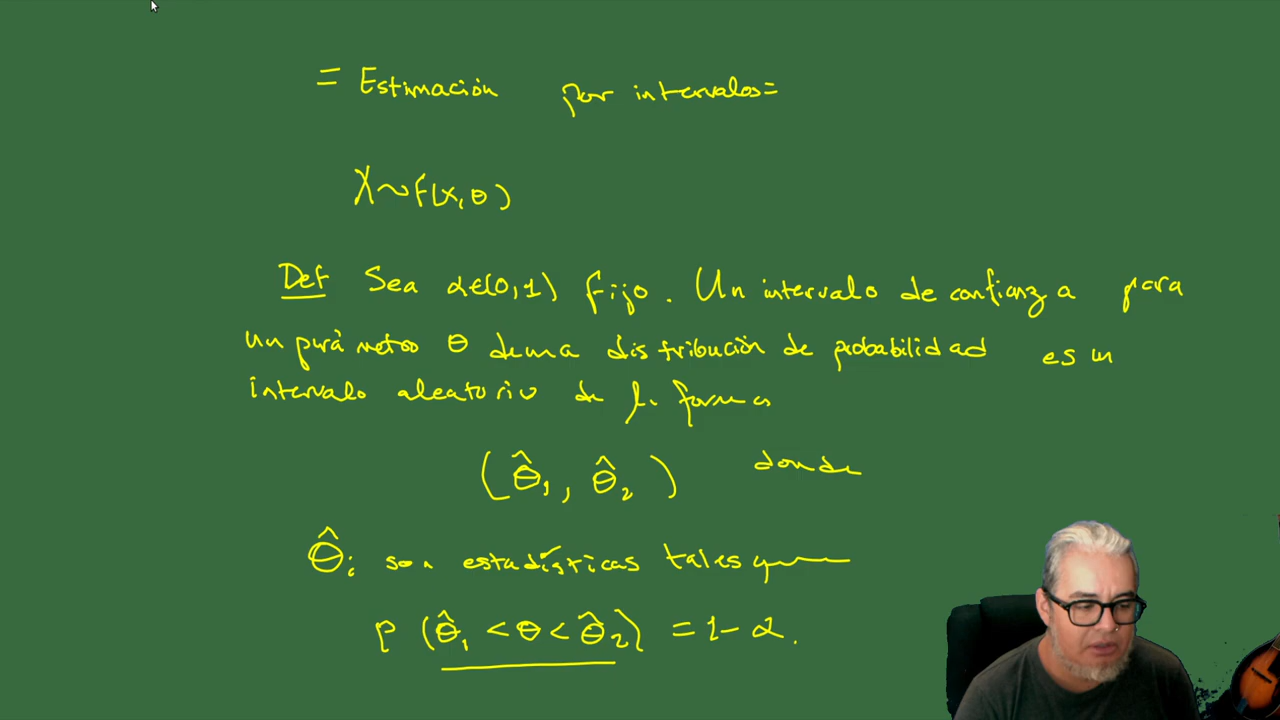 = Estimación por intervalos =
X ~ F(x, θ)
Def Sea α∈(0,1) fijo. Un intervalo de confianza para
un parámetro θ de una distribución de probabilidad es un
intervalo aleatorio de la forma
(θ̂₁, θ̂₂) donde
θ̂ᵢ son estadísticas tales que
P(θ̂₁ < θ < θ̂₂) = 1-α.